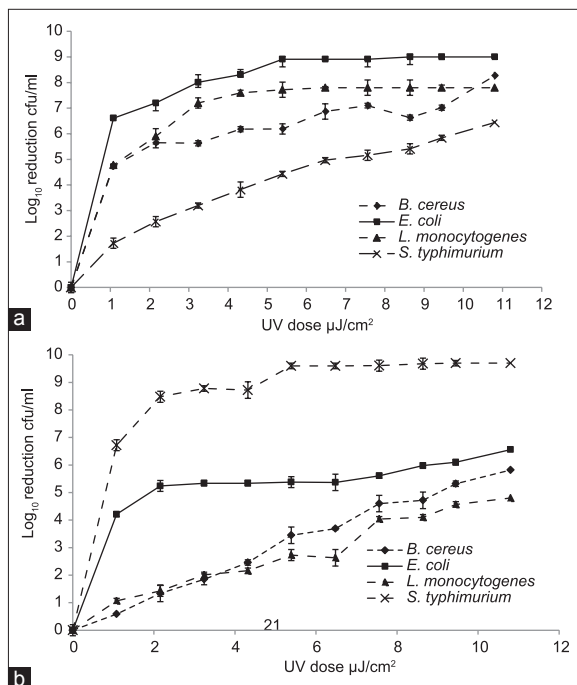 10
9
8
7
6
5
4
3
2
1
0
Log10 reduction cfu/ml
B. cereus
E. coli
L. monocytogenes
S. typhimurium
0 1 2 3 4 5 6 7 8 9 10 11 12
UV dose µJ/cm²
a
10
9
8
7
6
5
4
3
2
1
0
Log10 reduction cfu/ml
B. cereus
E. coli
L. monocytogenes
S. typhimurium
21
0 2 4 6 8 10 12
UV dose µJ/cm²
b